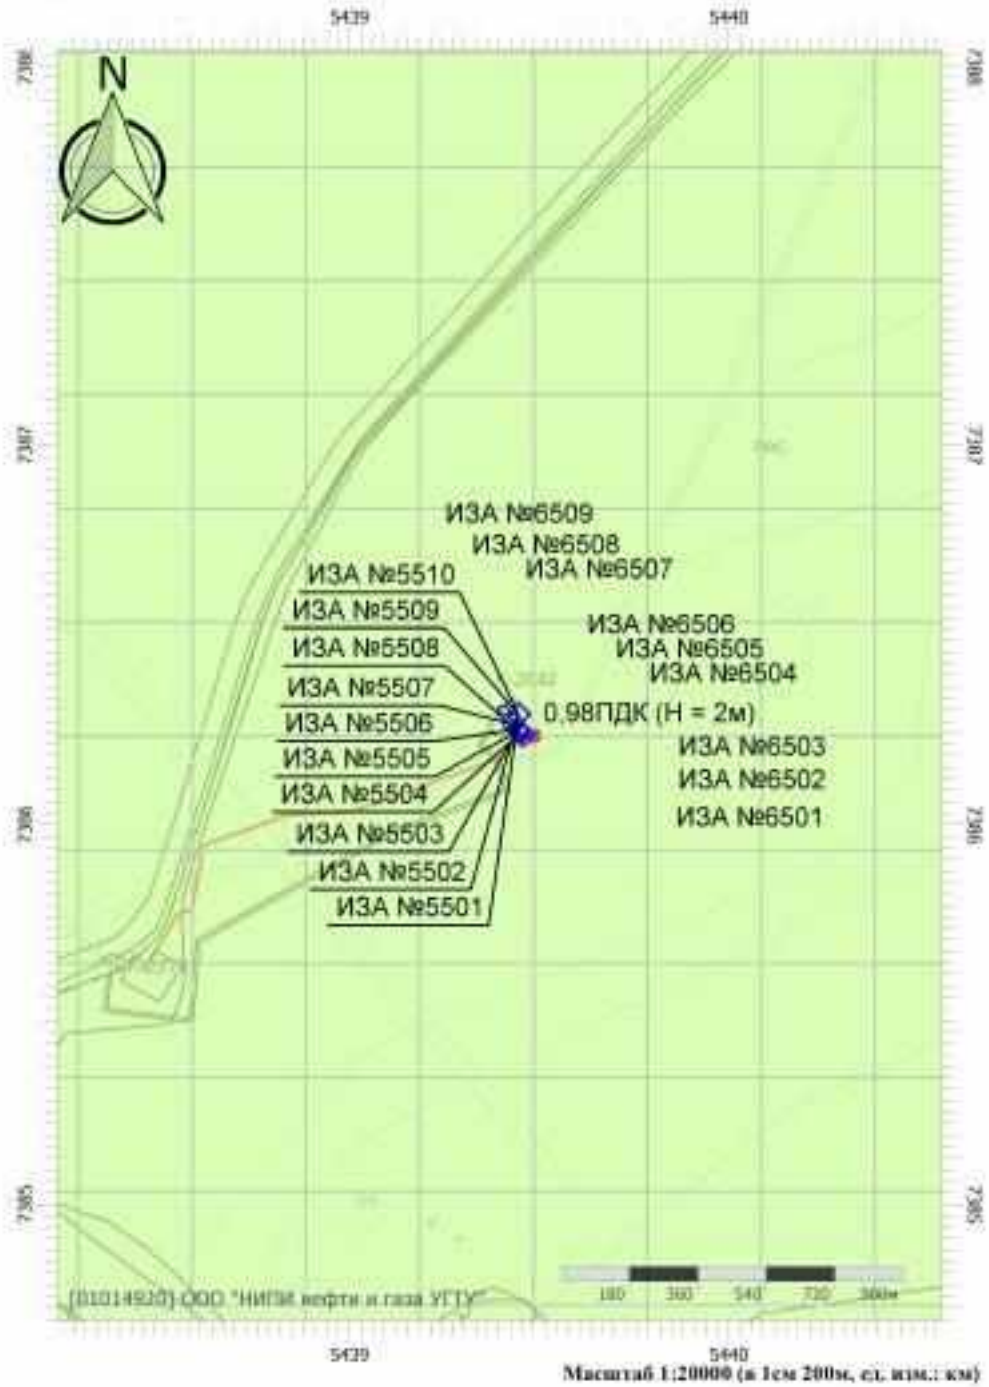 5439 5440
7388
N
7387 7387
ИЗА №6509
ИЗА №6508
ИЗА №6507
ИЗА №5510
ИЗА №5509
ИЗА №5508
ИЗА №5507
ИЗА №5506
ИЗА №5505
ИЗА №5504
ИЗА №5503
ИЗА №5502
ИЗА №5501
ИЗА №6506
ИЗА №6505
ИЗА №6504
0,98ПДК (H = 2м)
ИЗА №6503
ИЗА №6502
ИЗА №6501
7386 7386
7385 7385
[01014920] ООО "НИПИ нефти и газа УГТУ"
180 360 540 720
5439 5440
Масштаб 1:20000 (в 1см 200м, ед. изм.: км)